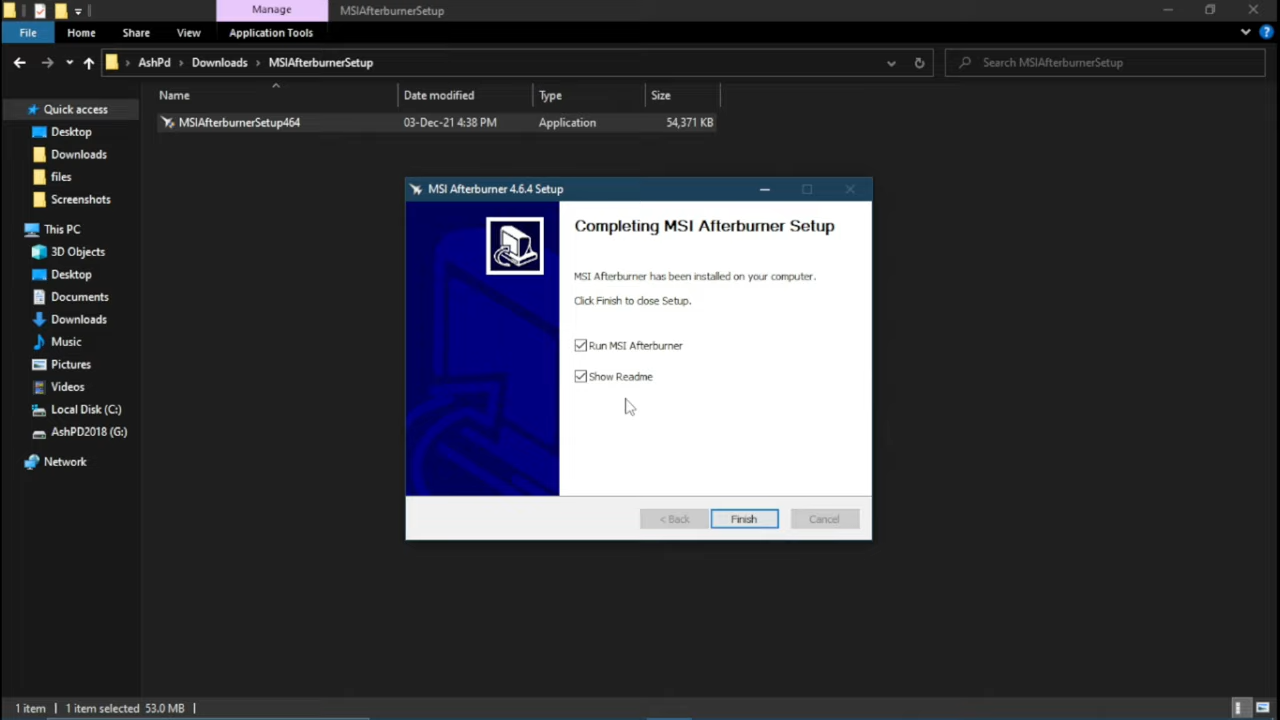 Manage
MSIAfterburnerSetup
File
Home
Share
View
Application Tools
AshPd
Downloads
MSIAfterburnerSetup
Search MSIAfterburnerSetup
Name
Date modified
Type
Size
MSIAfterburnerSetup464
03-Dec-21 4:38 PM
Application
54,371 KB
Quick access
Desktop
Downloads
files
Screenshots
This PC
3D Objects
Desktop
Documents
Downloads
Music
Pictures
Videos
Local Disk (C:)
AshPD2018 (G:)
Network
MSI Afterburner 4.6.4 Setup
Completing MSI Afterburner Setup
MSI Afterburner has been installed on your computer.
Click Finish to close Setup.
Run MSI Afterburner
Show Readme
< Back
Finish
Cancel
1 item
1 item selected 53.0 MB